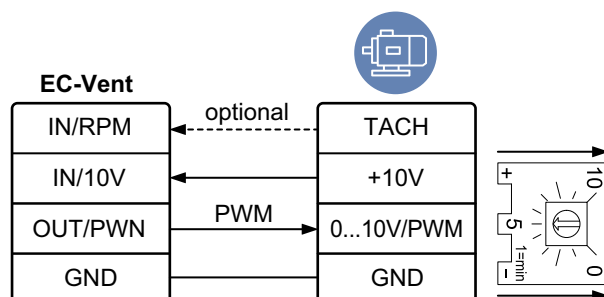 EC-Vent
optional
IN/RPM
TACH
IN/10V
+10V
OUT/PWN
PWM
0...10V/PWM
GND
GND
+
5
-
1=min
10
0